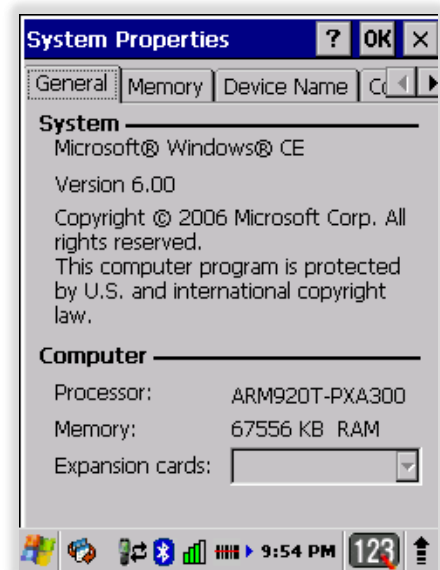 System Properties ? OK ×
General Memory Device Name
System
Microsoft® Windows® CE
Version 6.00
Copyright © 2006 Microsoft Corp. All
rights reserved.
This computer program is protected
by U.S. and international copyright
law.
Computer
Processor: ARM920T-PXA300
Memory: 67556 KB RAM
Expansion cards:
9:54 PM 123